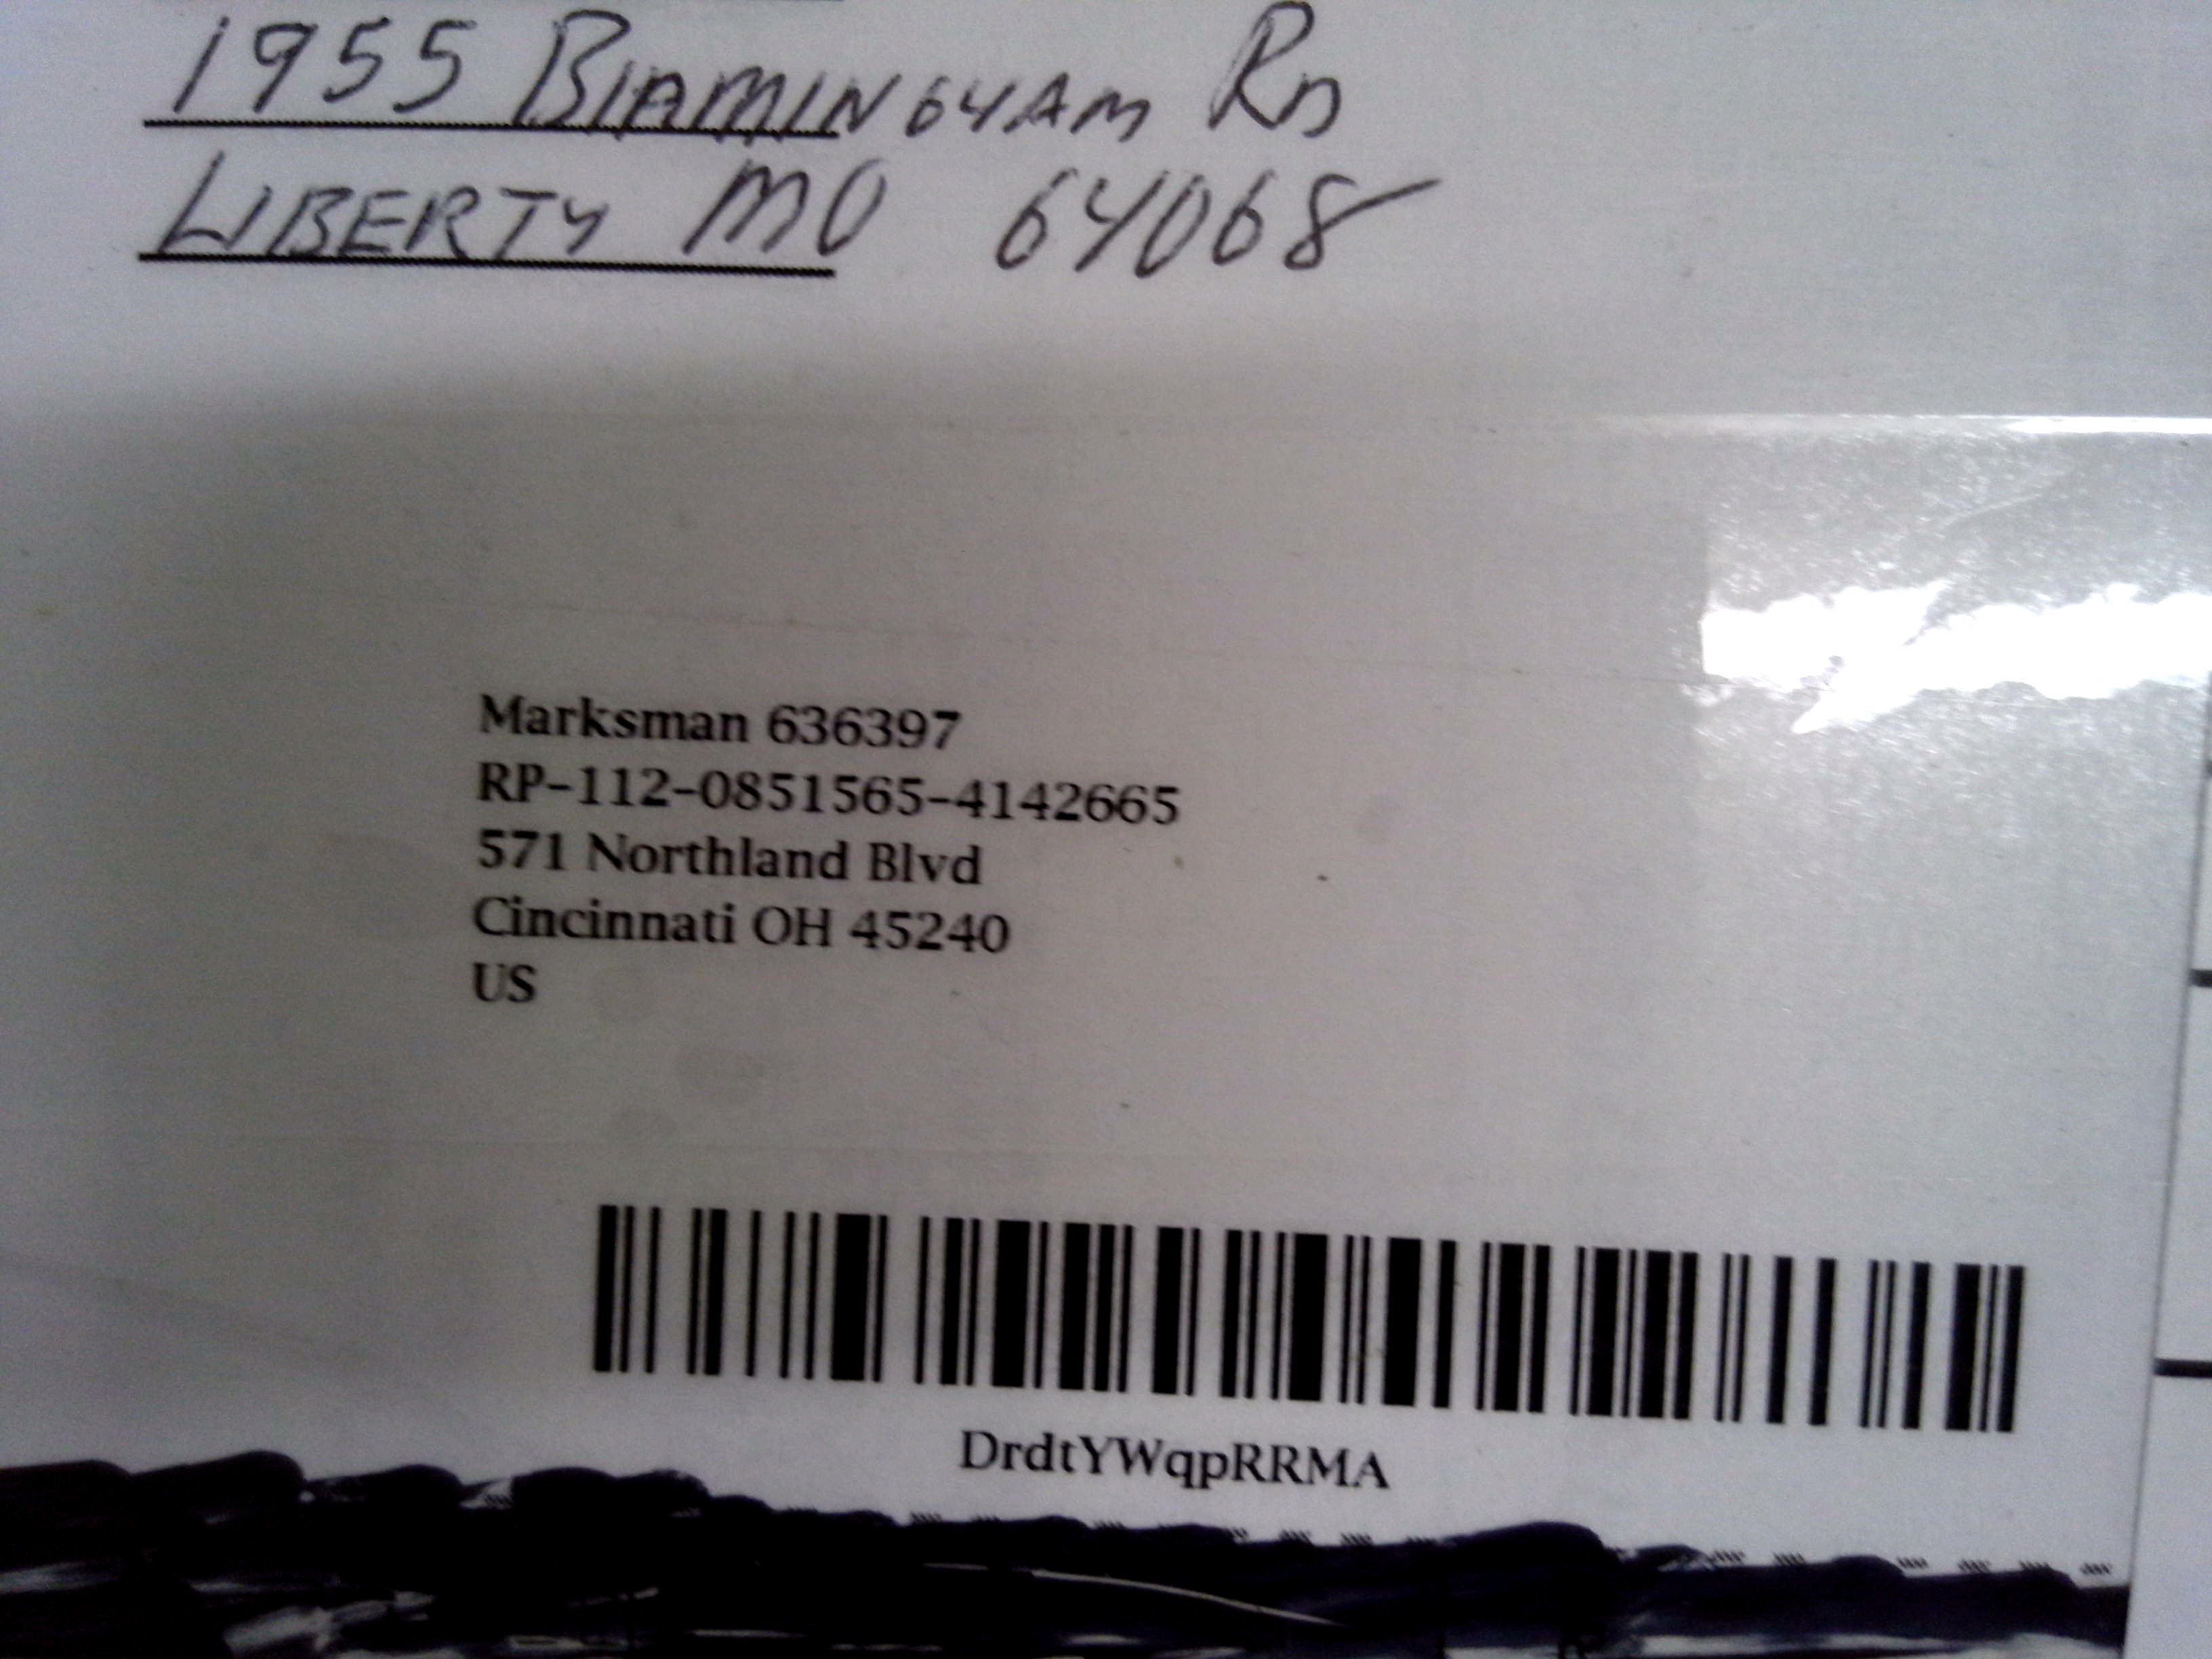 1955 BIRMINGHAM RD
LIBERTY MO 64068
Marksman 636397
RP-112-0851565-4142665
571 Northland Blvd
Cincinnati OH 45240
US
DrdtYWqpRRMA